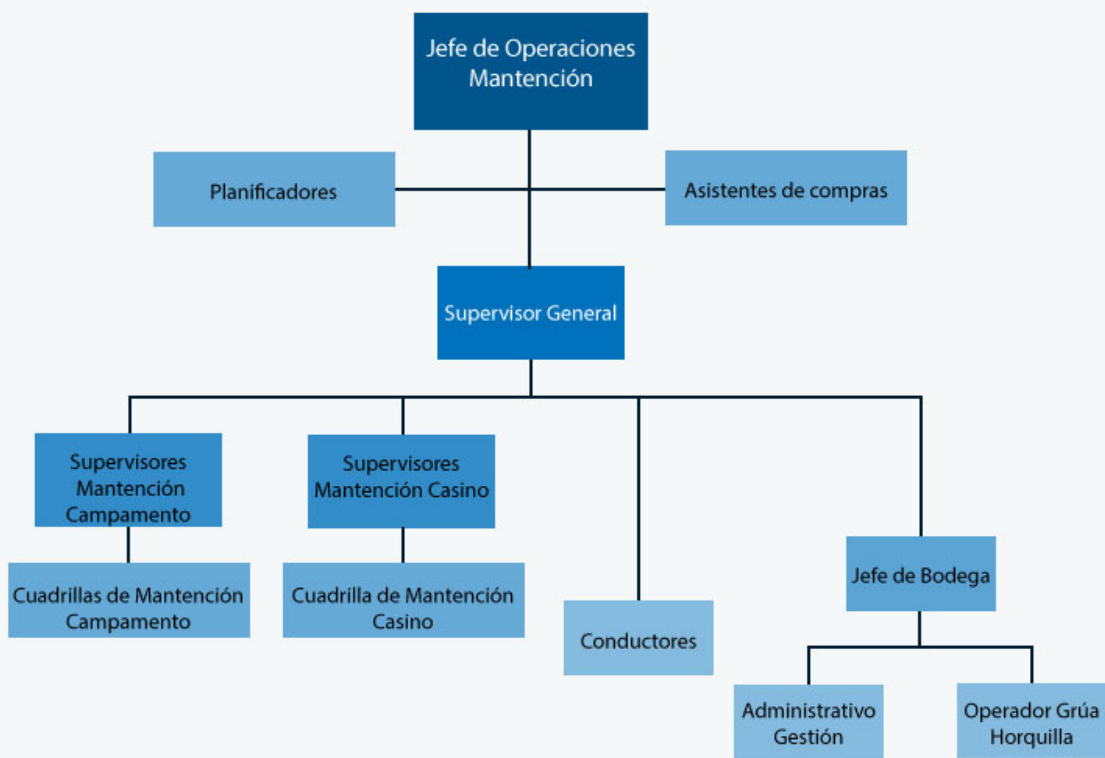 Jefe de Operaciones
Mantención
Planificadores
Asistentes de compras
Supervisor General
Supervisores
Mantención
Campamento
Supervisores
Mantención Casino
Cuadrillas de Mantención
Campamento
Cuadrilla de Mantención
Casino
Conductores
Jefe de Bodega
Administrativo
Gestión
Operador Grúa
Horquilla